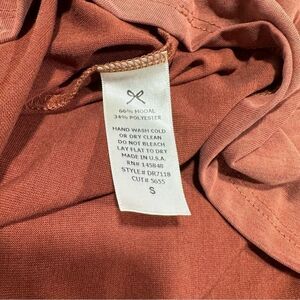 66% MODAL
34% POLYESTER
HAND WASH COLD
OR DRY CLEAN
DO NOT BLEACH
LAY FLAT TO DRY
MADE IN U.S.A.
RN# 145848
STYLE# DR7118
CUT# 5655
S